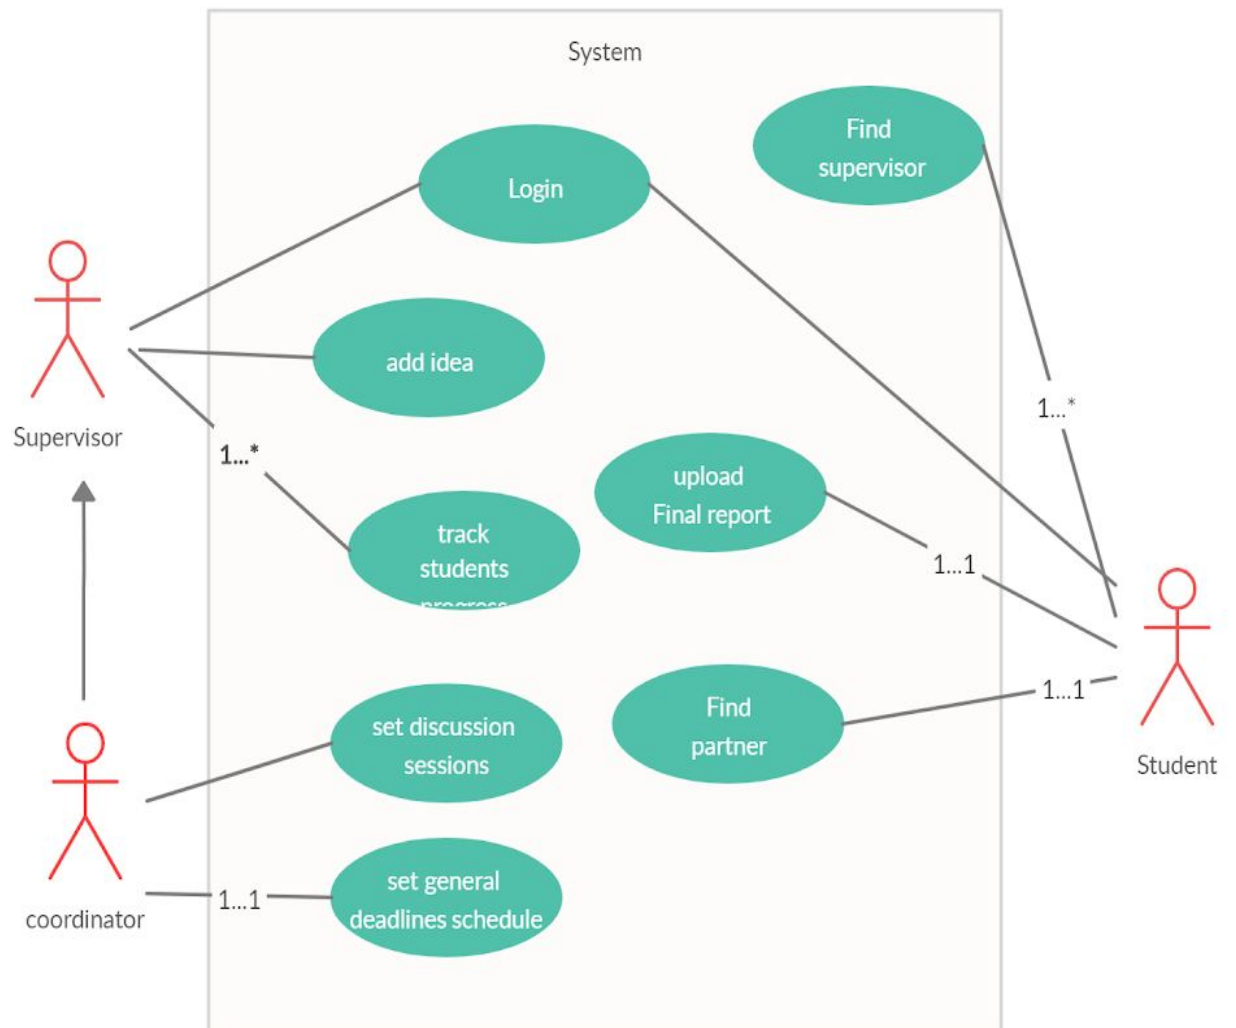 System
Find
supervisor
Login
Supervisor
add idea
1...*
1...*
upload
Final report
1...1
track
students
progress
Student
Find
partner
1...1
set discussion
sessions
coordinator
set general
deadlines schedule
1...1